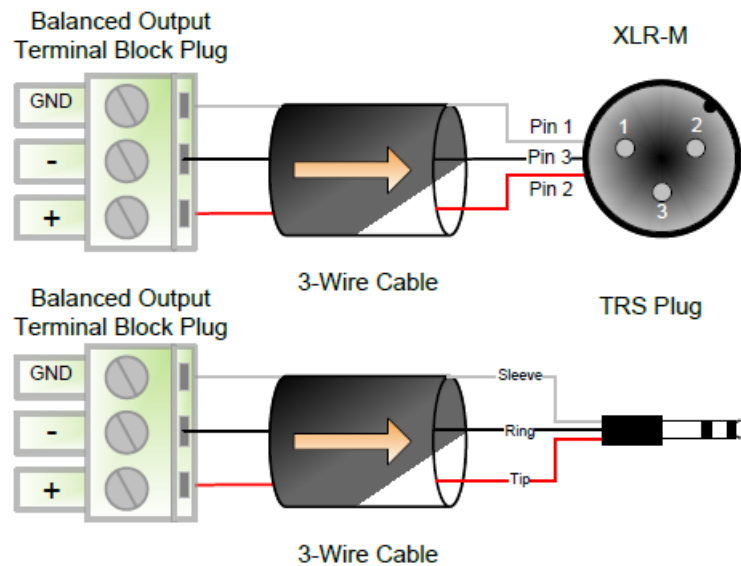 Balanced Output
Terminal Block Plug
XLR-M
GND
-
+
Pin 1
Pin 3
Pin 2
1
2
3
3-Wire Cable
Balanced Output
Terminal Block Plug
TRS Plug
GND
-
+
Sleeve
Ring
Tip
3-Wire Cable